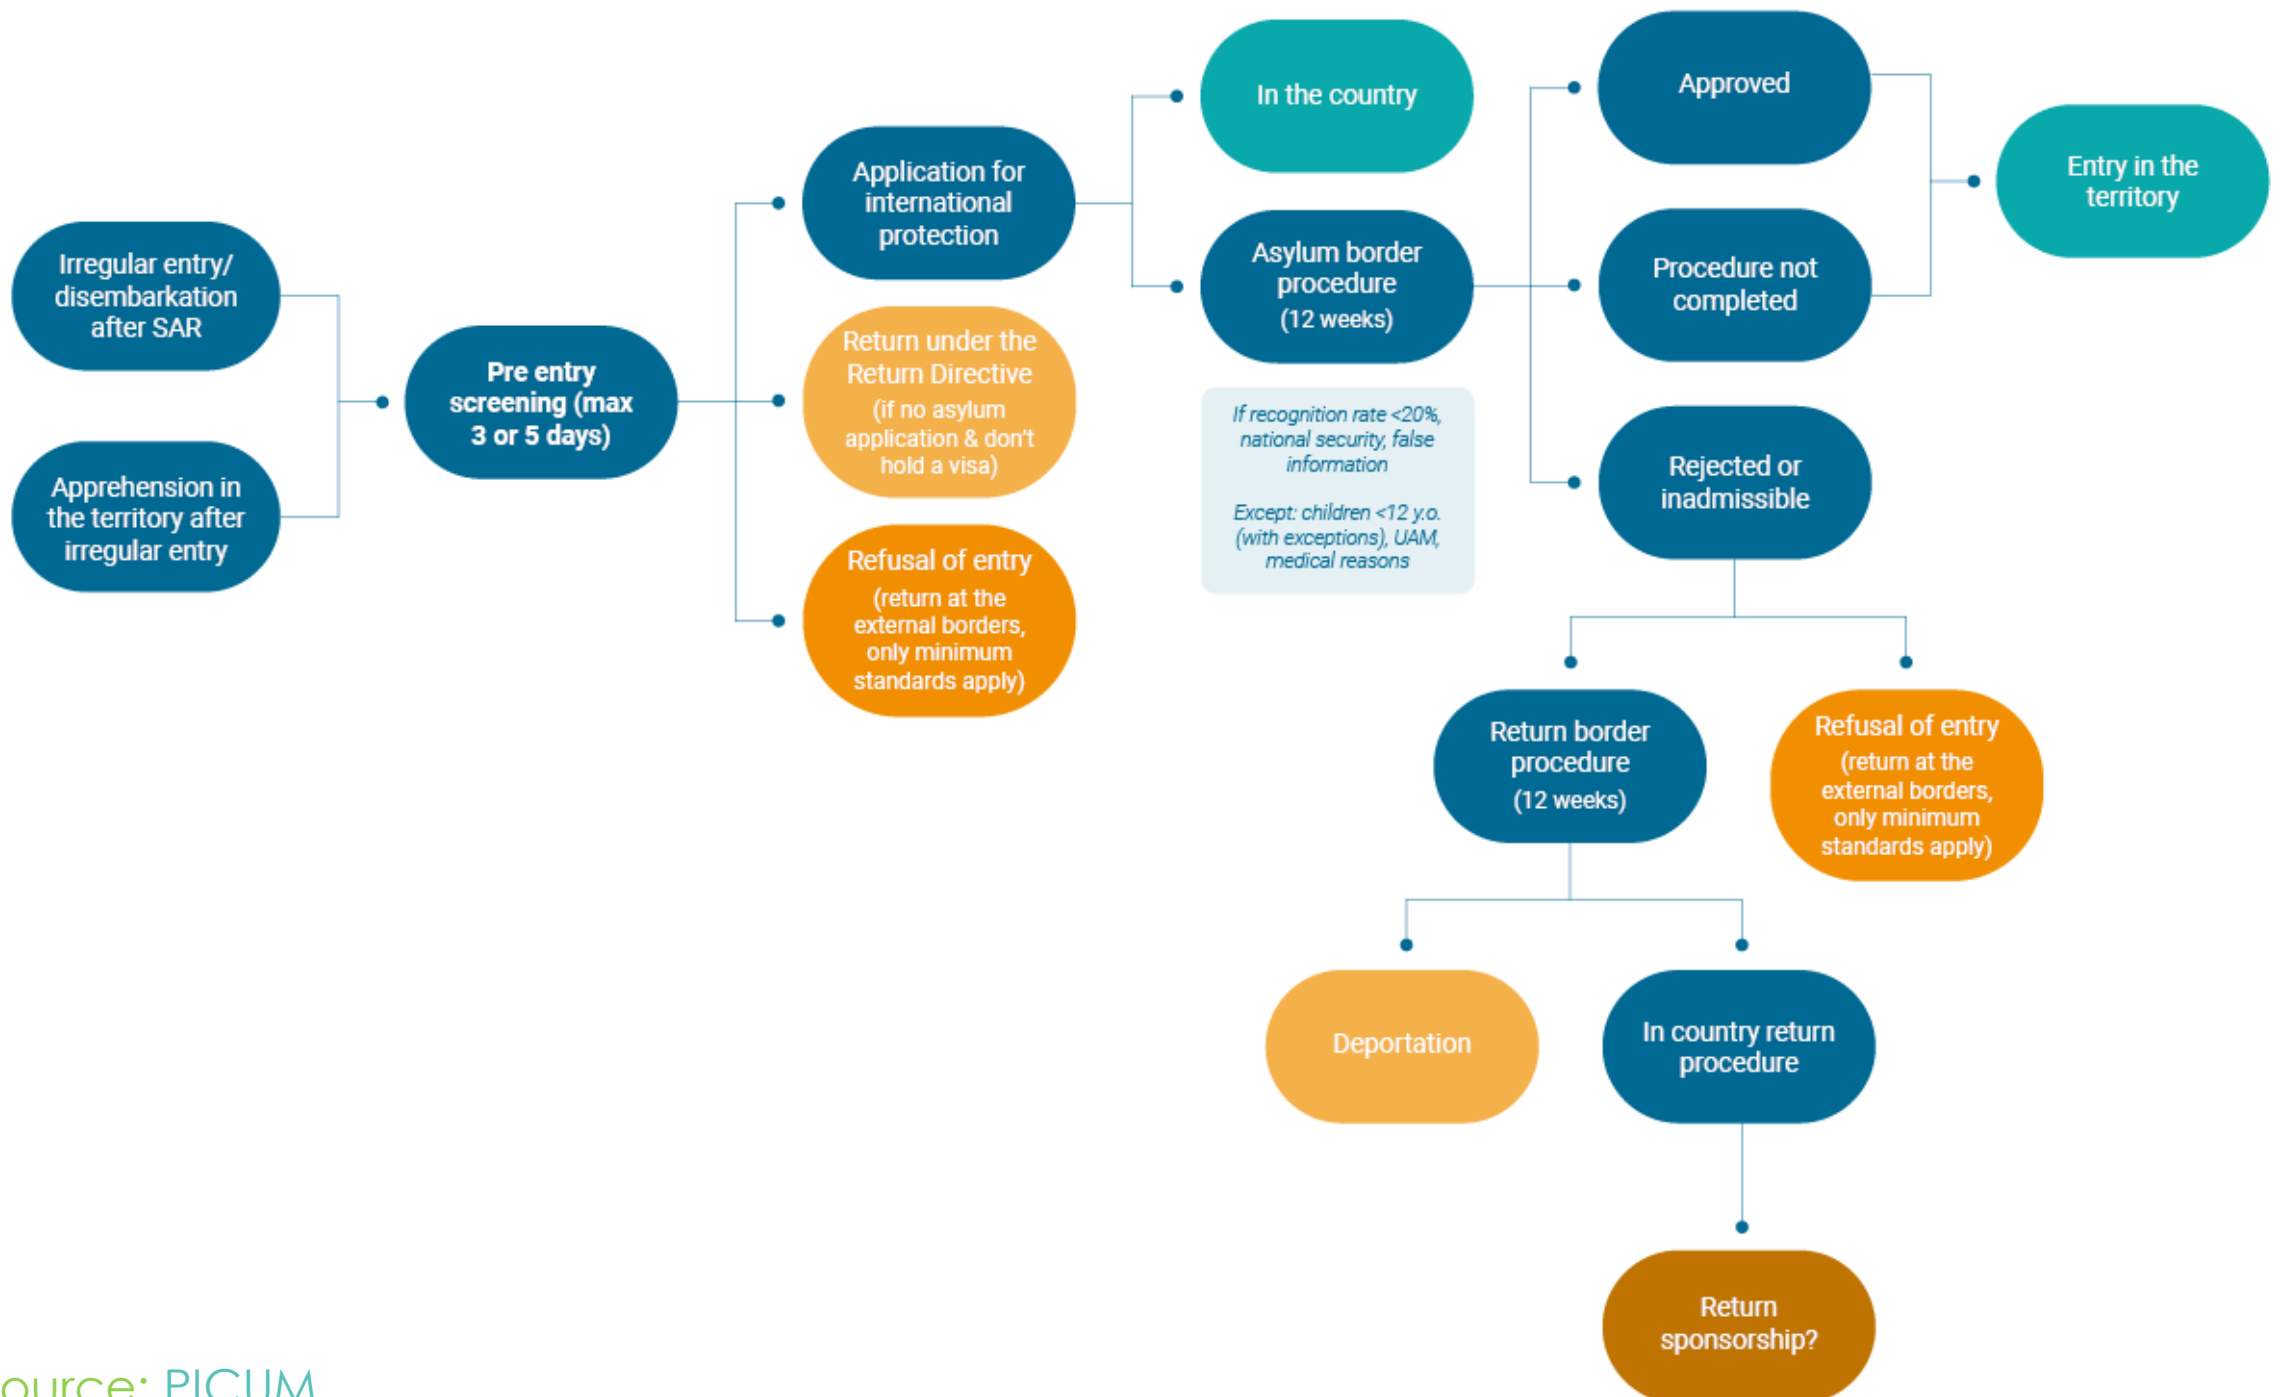 Irregular entry/
disembarkation
after SAR
Apprehension in
the territory after
irregular entry
Pre entry
screening (max
3 or 5 days)
Application for
international
protection
Return under the
Return Directive
(if no asylum
application & don't
hold a visa)
Refusal of entry
(return at the
external borders,
only minimum
standards apply)
In the country
Asylum border
procedure
(12 weeks)
If recognition rate <20%,
national security, false
information
Except: children <12 y.o.
(with exceptions), UAM,
medical reasons
Approved
Procedure not
completed
Rejected or
inadmissible
Entry in the
territory
Return border
procedure
(12 weeks)
Refusal of entry
(return at the
external borders,
only minimum
standards apply)
Deportation
In country return
procedure
Return
sponsorship?
ource: PICUM